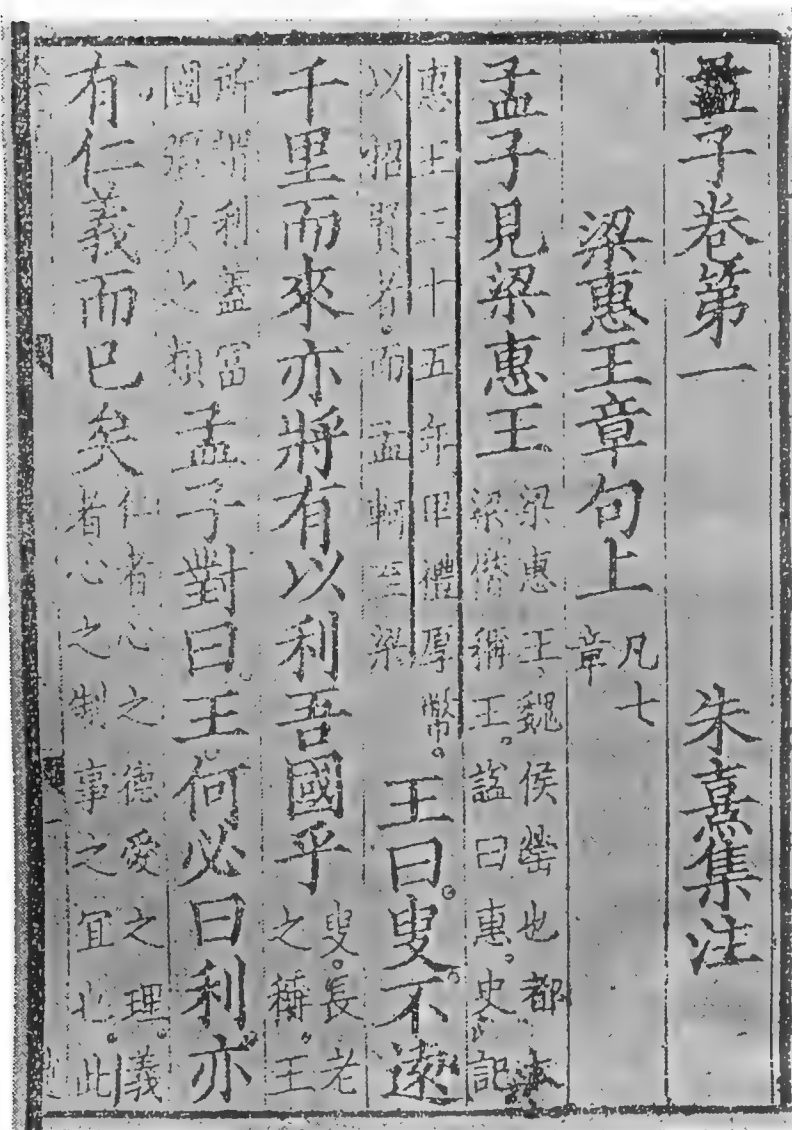 孟子卷第一 朱熹集注
梁惠王章句上 凡七章
孟子見梁惠王 梁惠王魏侯罃也都大梁僭稱王謚曰惠史記
惠王三十五年卑禮厚幣以招賢者而孟軻至梁 王曰叟不遠
千里而來亦將有以利吾國乎 叟長老之稱王
所謂利蓋富國彊兵之類 孟子對曰王何必曰利亦
有仁義而已矣 仁者心之德愛之理義者心之制事之宜也此